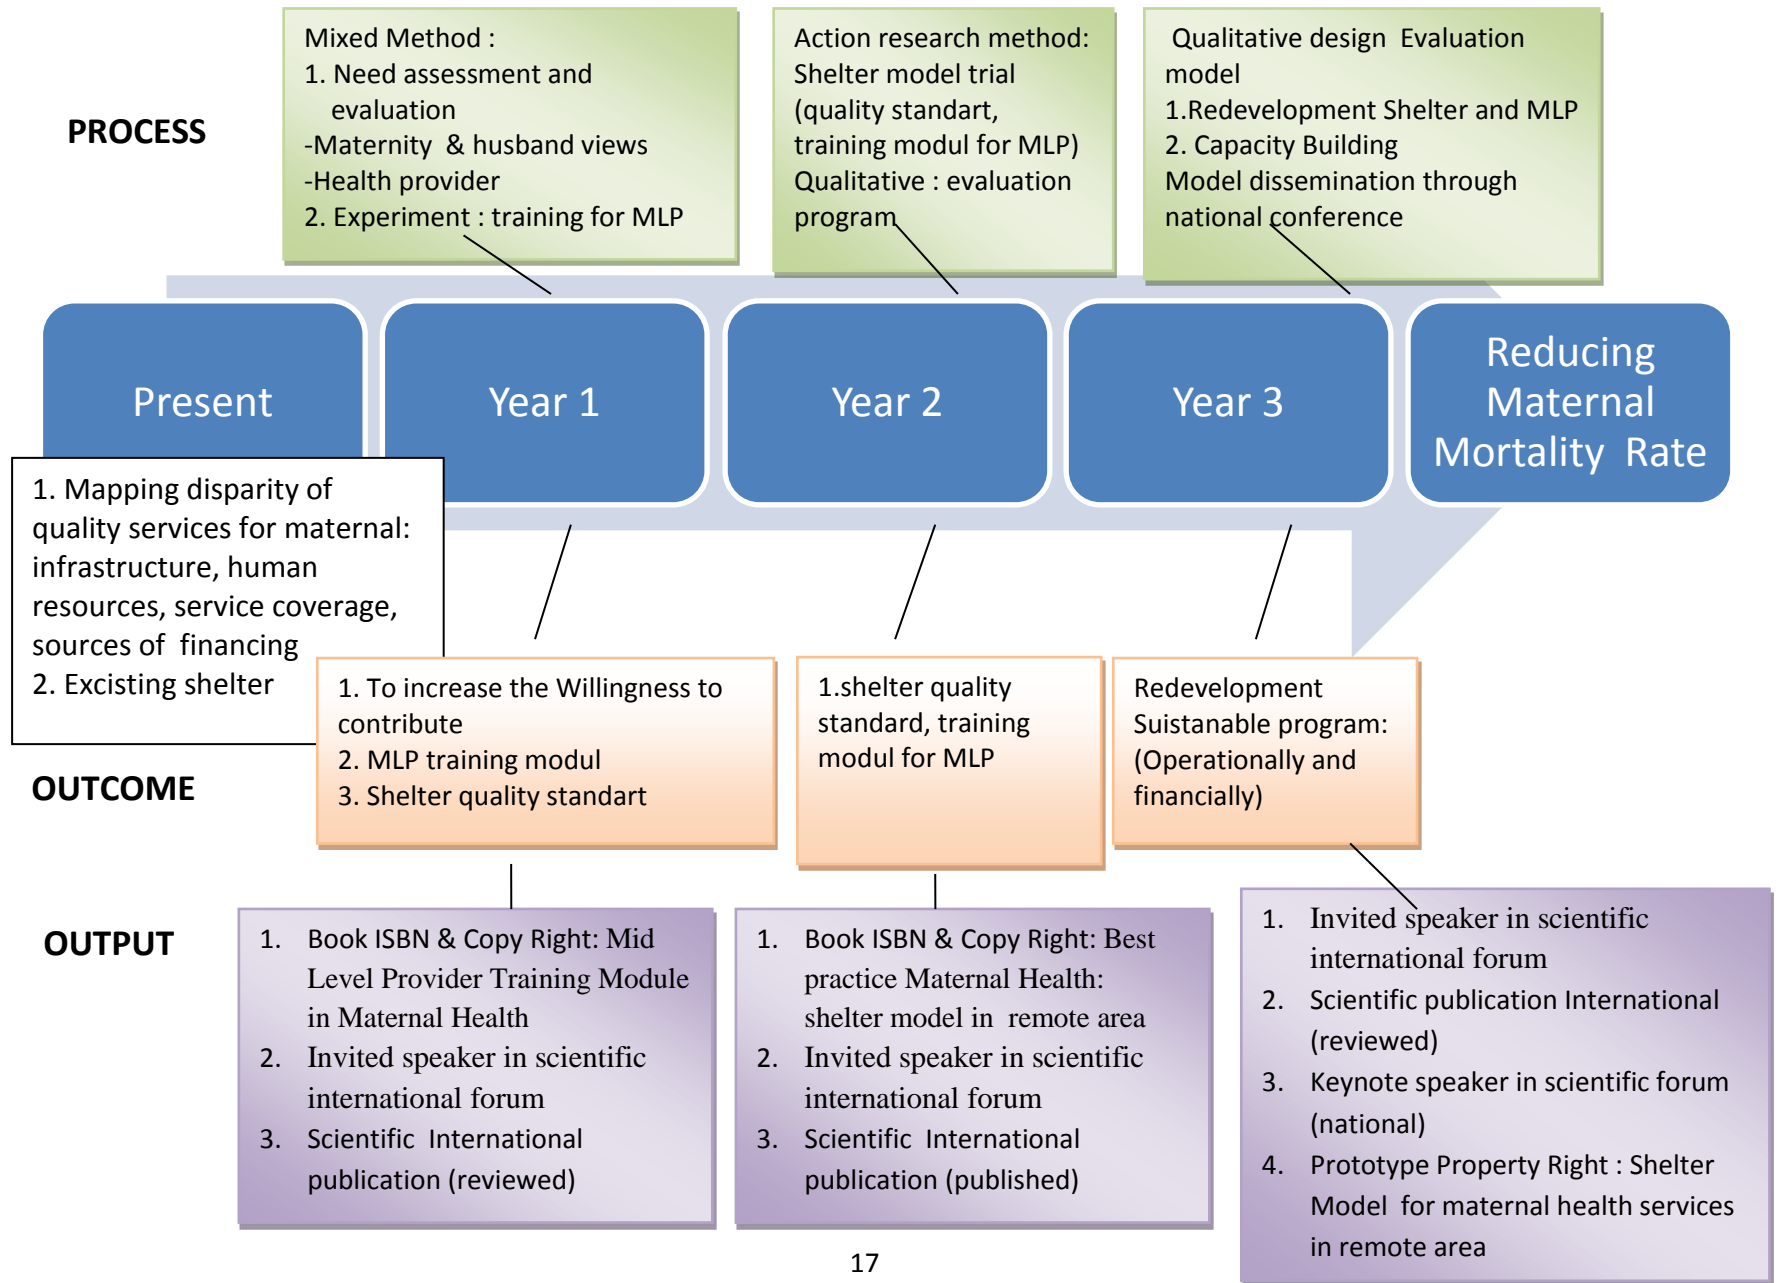 PROCESS
Mixed Method :
1. Need assessment and
evaluation
-Maternity & husband views
-Health provider
2. Experiment : training for MLP
Action research method:
Shelter model trial
(quality standart,
training modul for MLP)
Qualitative : evaluation
program
Qualitative design Evaluation
model
1.Redevelopment Shelter and MLP
2. Capacity Building
Model dissemination through
national conference
Present
Year 1
Year 2
Year 3
Reducing
Maternal
Mortality Rate
1. Mapping disparity of
quality services for maternal:
infrastructure, human
resources, service coverage,
sources of financing
2. Excisting shelter
OUTCOME
1. To increase the Willingness to
contribute
2. MLP training modul
3. Shelter quality standart
1.shelter quality
standard, training
modul for MLP
Redevelopment
Suistanable program:
(Operationally and
financially)
OUTPUT
1. Book ISBN & Copy Right: Mid
Level Provider Training Module
in Maternal Health
2. Invited speaker in scientific
international forum
3. Scientific International
publication (reviewed)
1. Book ISBN & Copy Right: Best
practice Maternal Health:
shelter model in remote area
2. Invited speaker in scientific
international forum
3. Scientific International
publication (published)
1. Invited speaker in scientific
international forum
2. Scientific publication International
(reviewed)
3. Keynote speaker in scientific forum
(national)
4. Prototype Property Right : Shelter
Model for maternal health services
in remote area
17